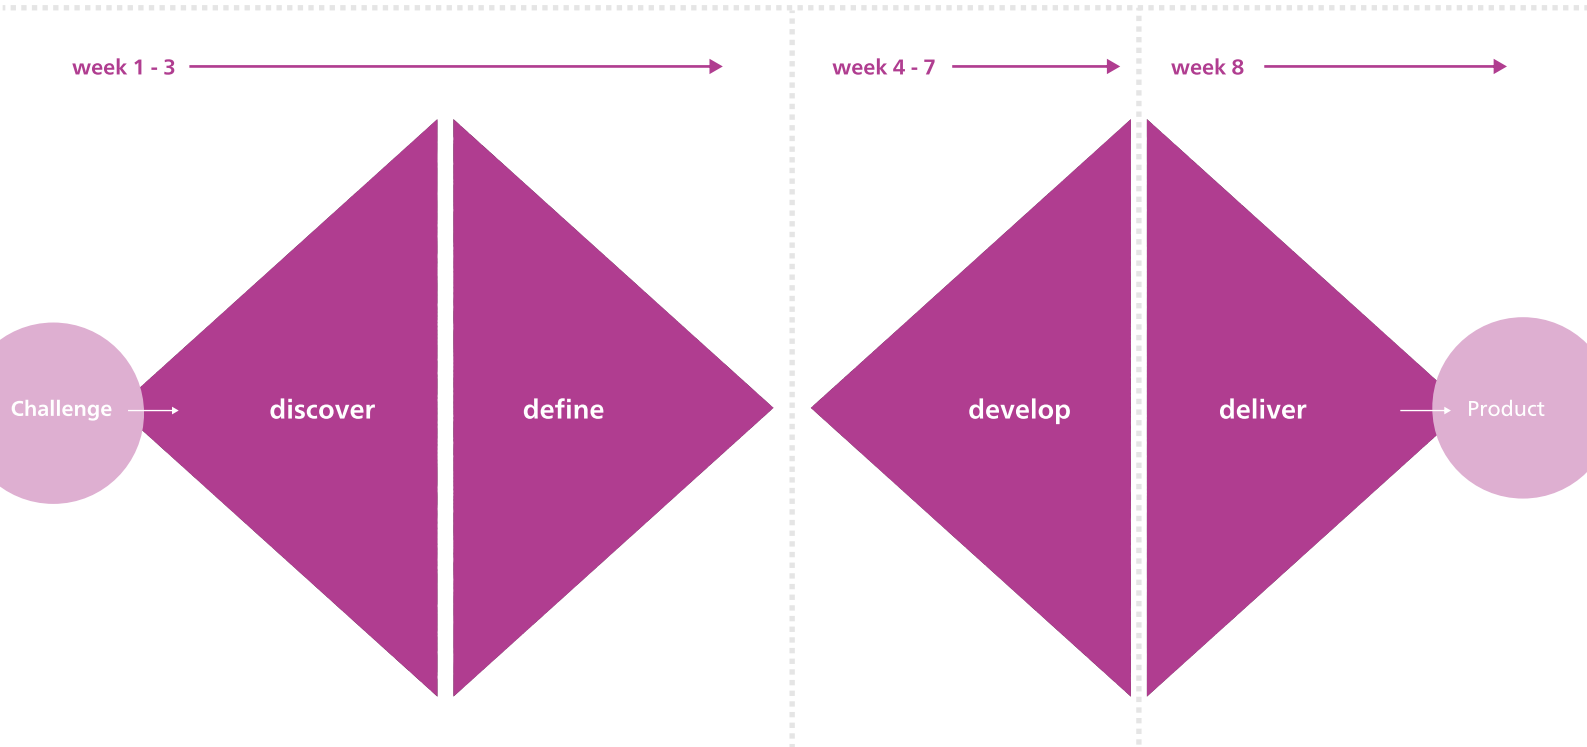 week 1 - 3
week 4 - 7
week 8
Challenge
discover
define
develop
deliver
Product